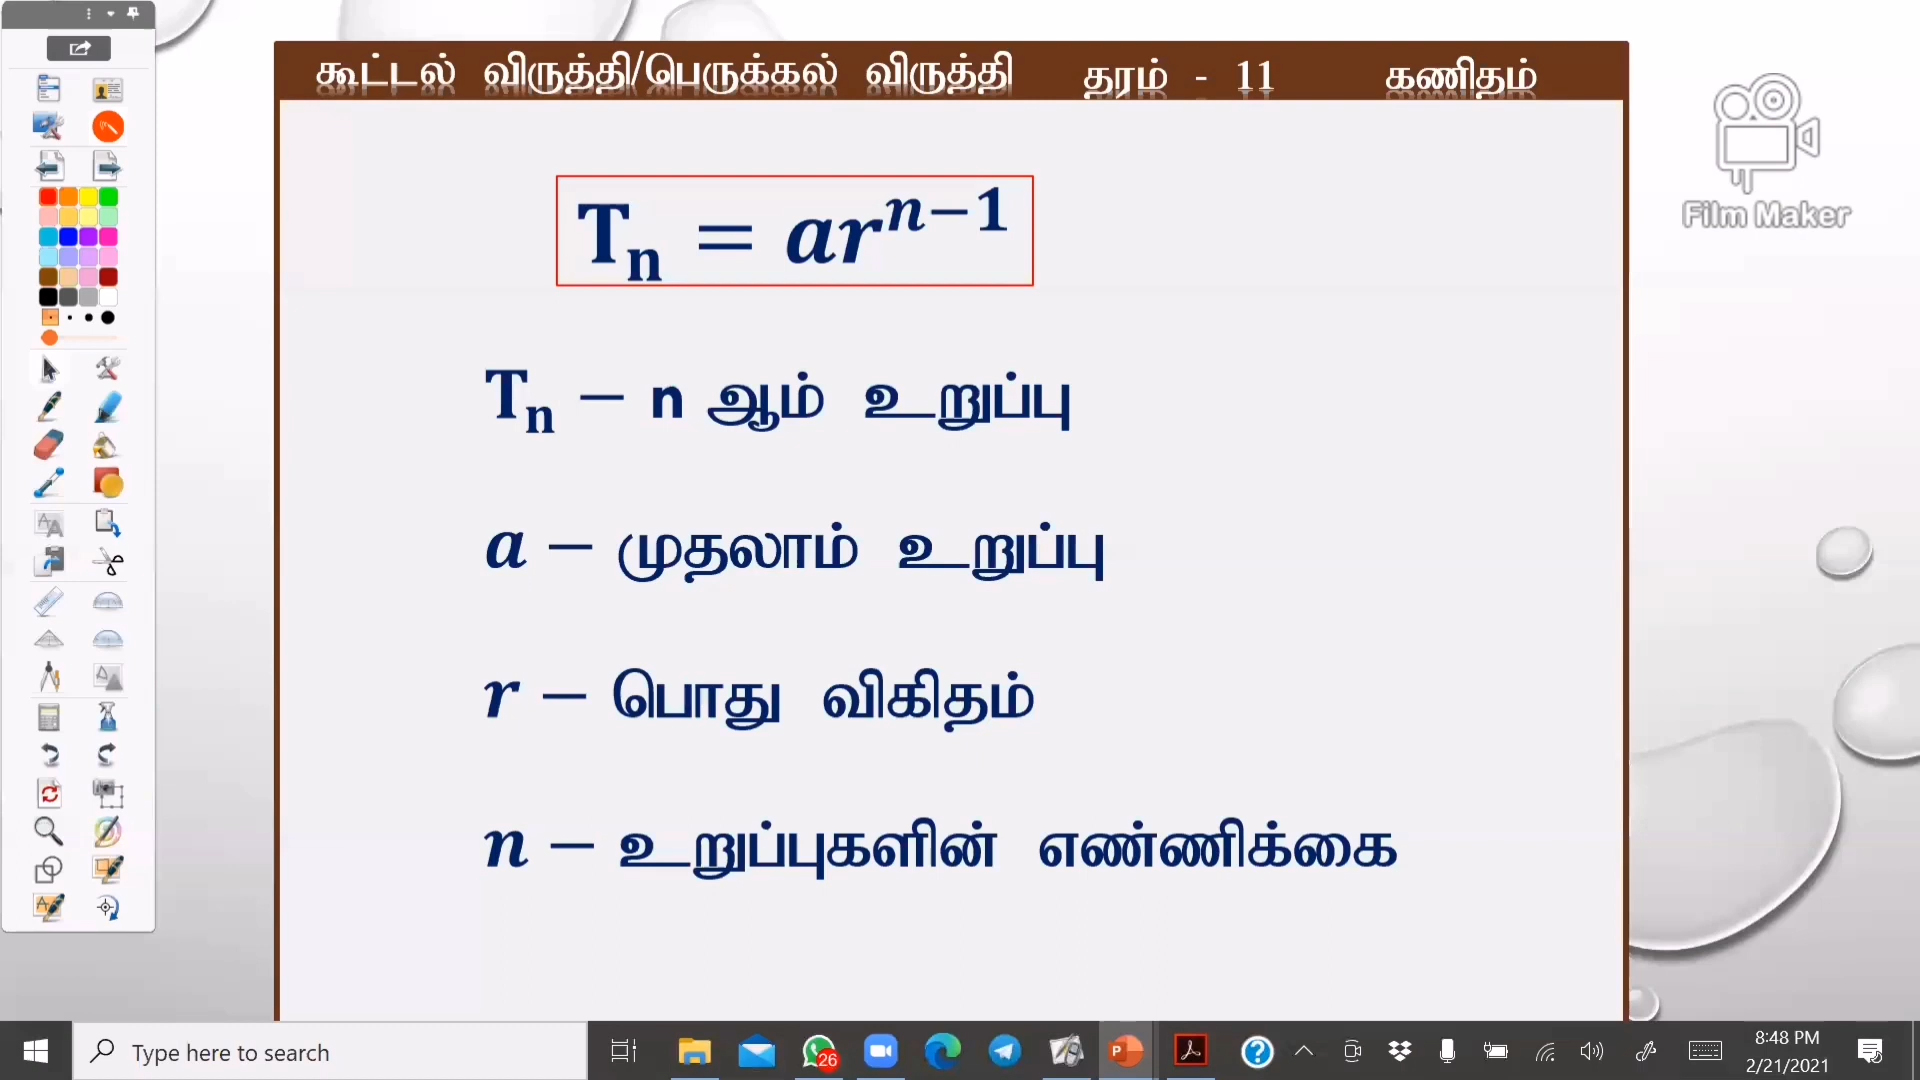 கூட்டல் விருத்தி/பெருக்கல் விருத்தி தரம் - 11 கணிதம்
Film Maker
Tₙ = arⁿ⁻¹
Tₙ – n ஆம் உறுப்பு
a – முதலாம் உறுப்பு
r – பொது விகிதம்
n – உறுப்புகளின் எண்ணிக்கை
Type here to search
26
8:48 PM
2/21/2021